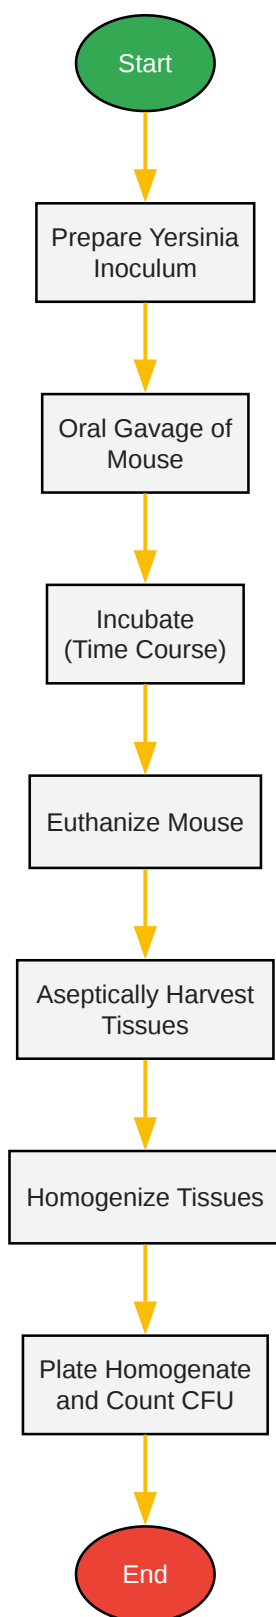 Start
Prepare Yersinia
Inoculum
Oral Gavage of
Mouse
Incubate
(Time Course)
Euthanize Mouse
Aseptically Harvest
Tissues
Homogenize Tissues
Plate Homogenate
and Count CFU
End